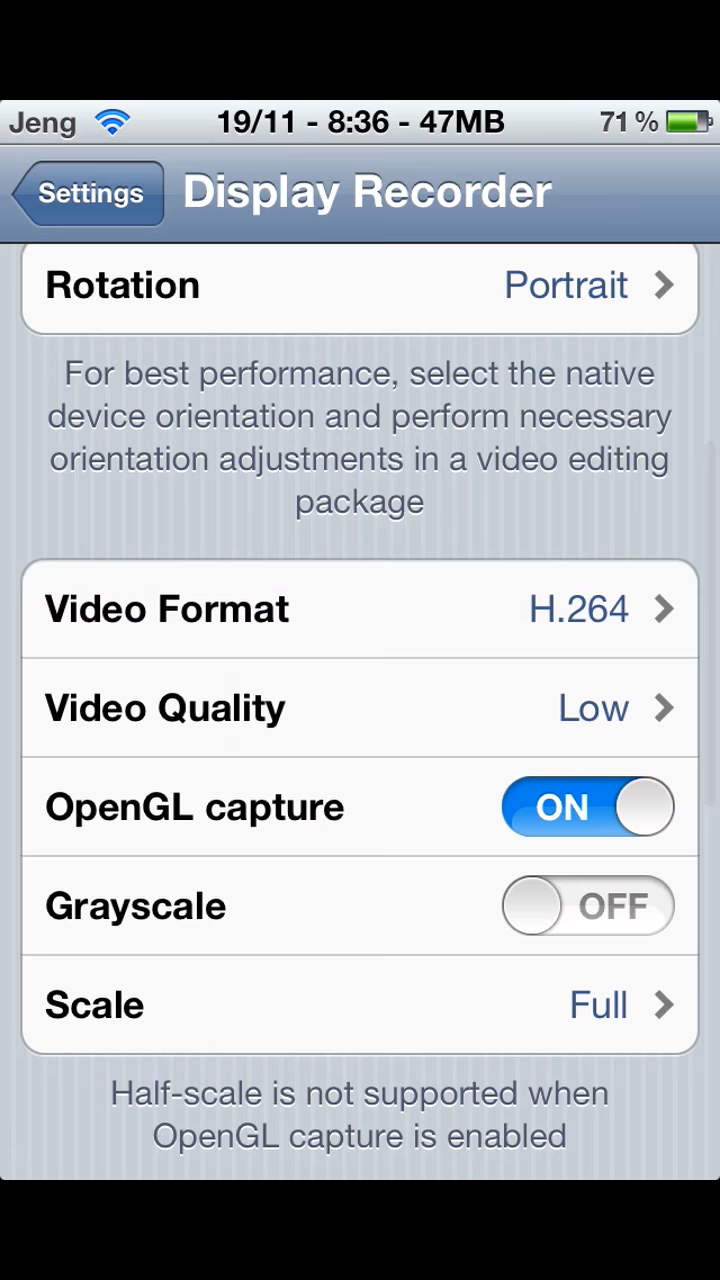 Jeng 19/11 - 8:36 - 47MB 71 %
Settings Display Recorder
Rotation Portrait
For best performance, select the native
device orientation and perform necessary
orientation adjustments in a video editing
package
Video Format H.264
Video Quality Low
OpenGL capture ON
Grayscale OFF
Scale Full
Half-scale is not supported when
OpenGL capture is enabled